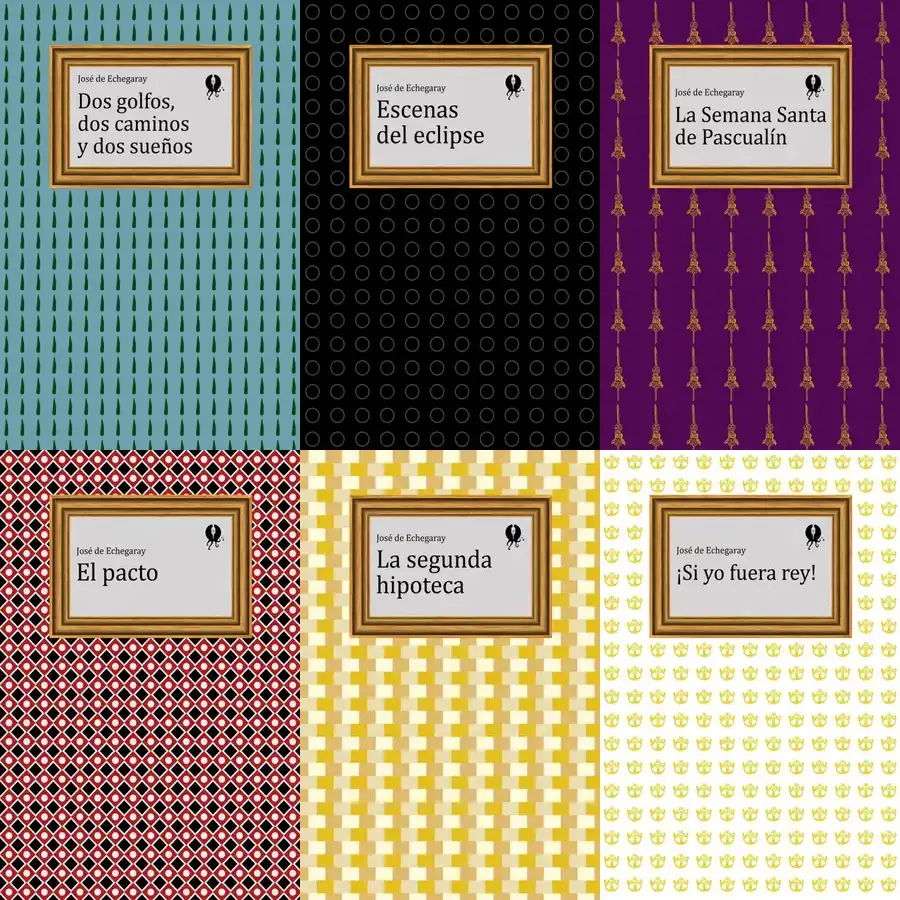 José de Echegaray
Dos golfos,
dos caminos
y dos sueños
José de Echegaray
Escenas
del eclipse
José de Echegaray
La Semana Santa
de Pascualín
José de Echegaray
El pacto
José de Echegaray
La segunda
hipoteca
José de Echegaray
¡Si yo fuera rey!